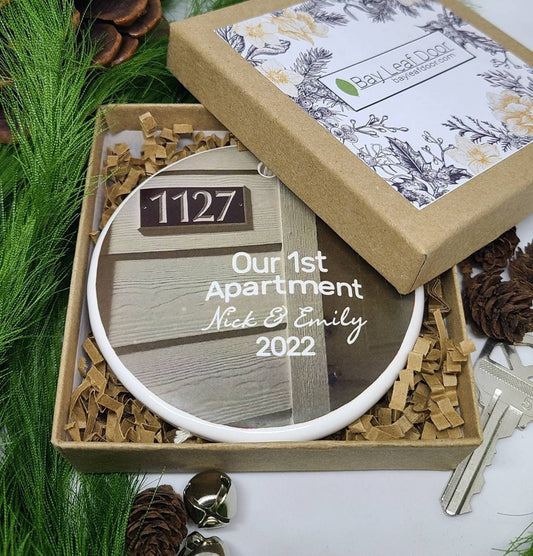 Bay Leaf Door
bayleafdoor.com
1127
Our 1st
Apartment
Nick & Emily
2022